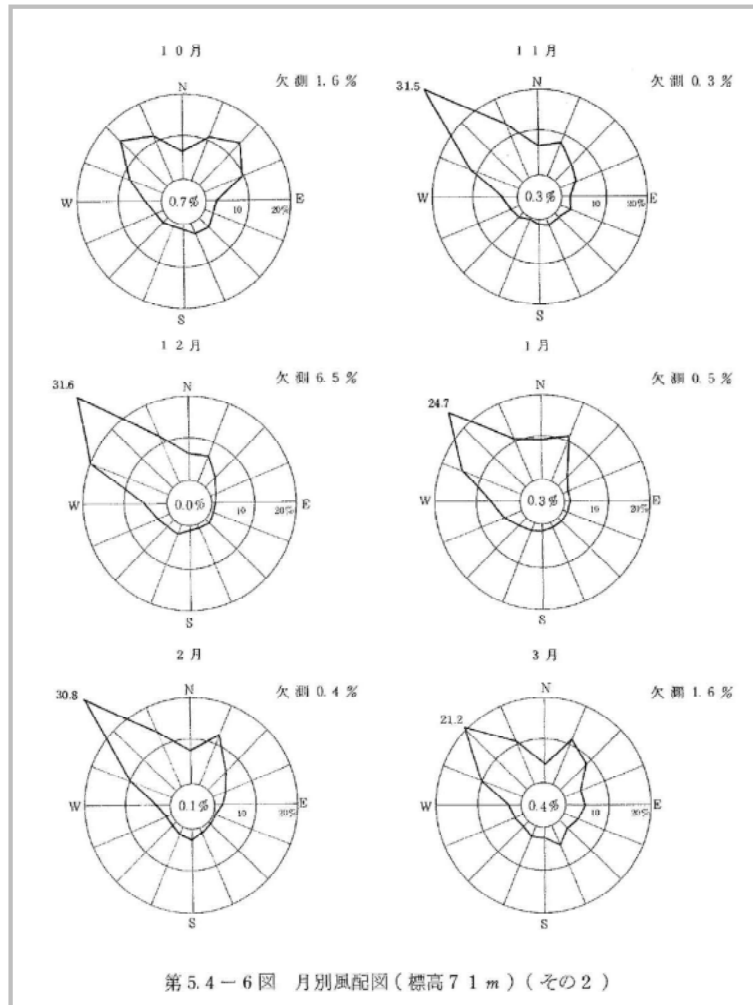 10月
欠測1.6%
N
W
0.7%
10
20%
E
S
11月
欠測0.3%
31.5
N
W
0.3%
10
20%
E
S
12月
欠測6.5%
31.6
N
W
0.0%
10
20%
E
S
1月
欠測0.5%
24.7
N
W
0.3%
10
20%
E
S
2月
欠測0.4%
30.8
N
W
0.1%
10
20%
E
S
3月
欠測1.6%
21.2
N
W
0.4%
10
20%
E
S
第5.4-6図 月別風配図(標高71m)(その2)